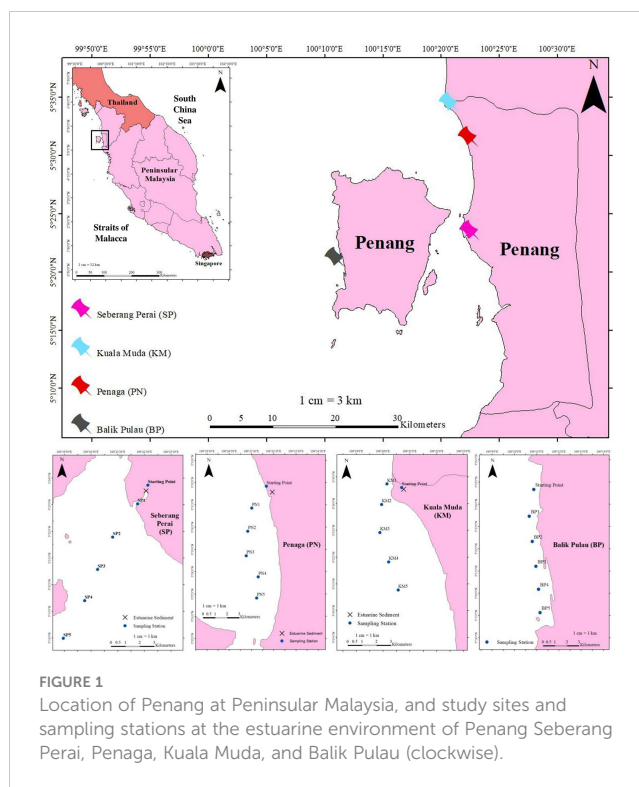 99°50'0"E 99°55'0"E 100°0'0"E 100°5'0"E 100°10'0"E 100°15'0"E 100°20'0"E 100°25'0"E 100°30'0"E
5°35'0"N
5°30'0"N
5°25'0"N
5°20'0"N
5°15'0"N
5°10'0"N
N
N
Thailand
South
China
Sea
Peninsular
Malaysia
Straits of
Malacca
Singapore
Kilometers
Penang
Penang
Seberang Perai (SP)
Kuala Muda (KM)
Penaga (PN)
Balik Pulau (BP)
1 cm = 3 km
0 5 10 20 30
Kilometers
N
Starting Point
SP1
Seberang
Perai
(SP)
SP2
SP3
SP4
SP5
Estuarine Sediment
Sampling Station
1 cm = 1 km
Kilometers
N
Starting Point
PN1
PN2
Penaga (PN)
PN3
PN4
PN5
1 cm = 1 km
Kilometers
Estuarine Sediment
Sampling Station
N
KM1
Starting Point
KM2
Kuala Muda
(KM)
KM3
KM4
KM5
Estuarine Sediment
Sampling Station
1 cm = 1 km
Kilometers
N
Starting Point
BP1
BP2
Balik Pulau
(BP)
BP3
BP4
BP5
1 cm = 1 km
Kilometers
Sampling Station
FIGURE 1
Location of Penang at Peninsular Malaysia, and study sites and
sampling stations at the estuarine environment of Penang Seberang
Perai, Penaga, Kuala Muda, and Balik Pulau (clockwise).